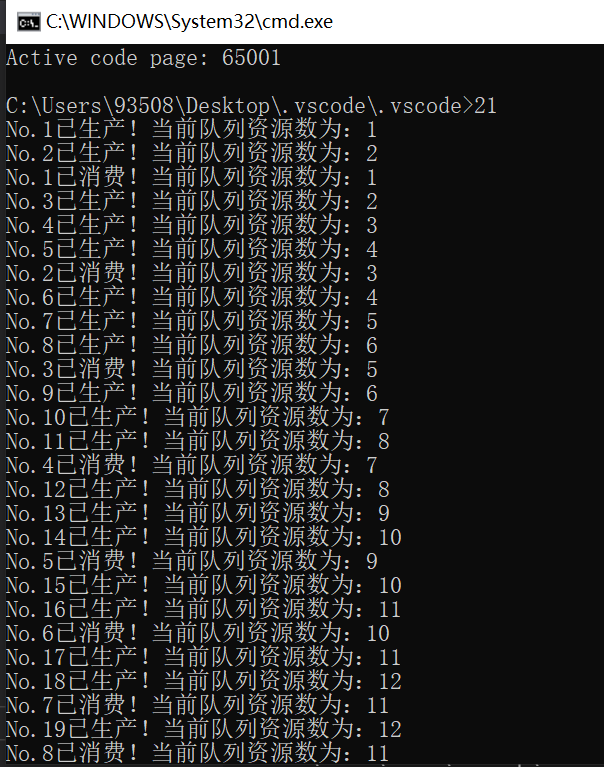 C:\WINDOWS\System32\cmd.exe
Active code page: 65001
C:\Users\93508\Desktop\.vscode\.vscode>21
No.1已生产！当前队列资源数为：1
No.2已生产！当前队列资源数为：2
No.1已消费！当前队列资源数为：1
No.3已生产！当前队列资源数为：2
No.4已生产！当前队列资源数为：3
No.5已生产！当前队列资源数为：4
No.2已消费！当前队列资源数为：3
No.6已生产！当前队列资源数为：4
No.7已生产！当前队列资源数为：5
No.8已生产！当前队列资源数为：6
No.3已消费！当前队列资源数为：5
No.9已生产！当前队列资源数为：6
No.10已生产！当前队列资源数为：7
No.11已生产！当前队列资源数为：8
No.4已消费！当前队列资源数为：7
No.12已生产！当前队列资源数为：8
No.13已生产！当前队列资源数为：9
No.14已生产！当前队列资源数为：10
No.5已消费！当前队列资源数为：9
No.15已生产！当前队列资源数为：10
No.16已生产！当前队列资源数为：11
No.6已消费！当前队列资源数为：10
No.17已生产！当前队列资源数为：11
No.18已生产！当前队列资源数为：12
No.7已消费！当前队列资源数为：11
No.19已生产！当前队列资源数为：12
No.8已消费！当前队列资源数为：11